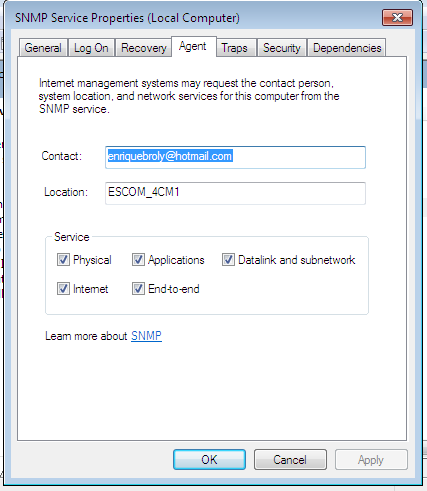 SNMP Service Properties (Local Computer)
General Log On Recovery Agent Traps Security Dependencies
Internet management systems may request the contact person,
system location, and network services for this computer from the
SNMP service.
Contact: enriquebroly@hotmail.com
Location: ESCOM_4CM1
Service
Physical Applications Datalink and subnetwork
Internet End-to-end
Learn more about SNMP
OK Cancel Apply